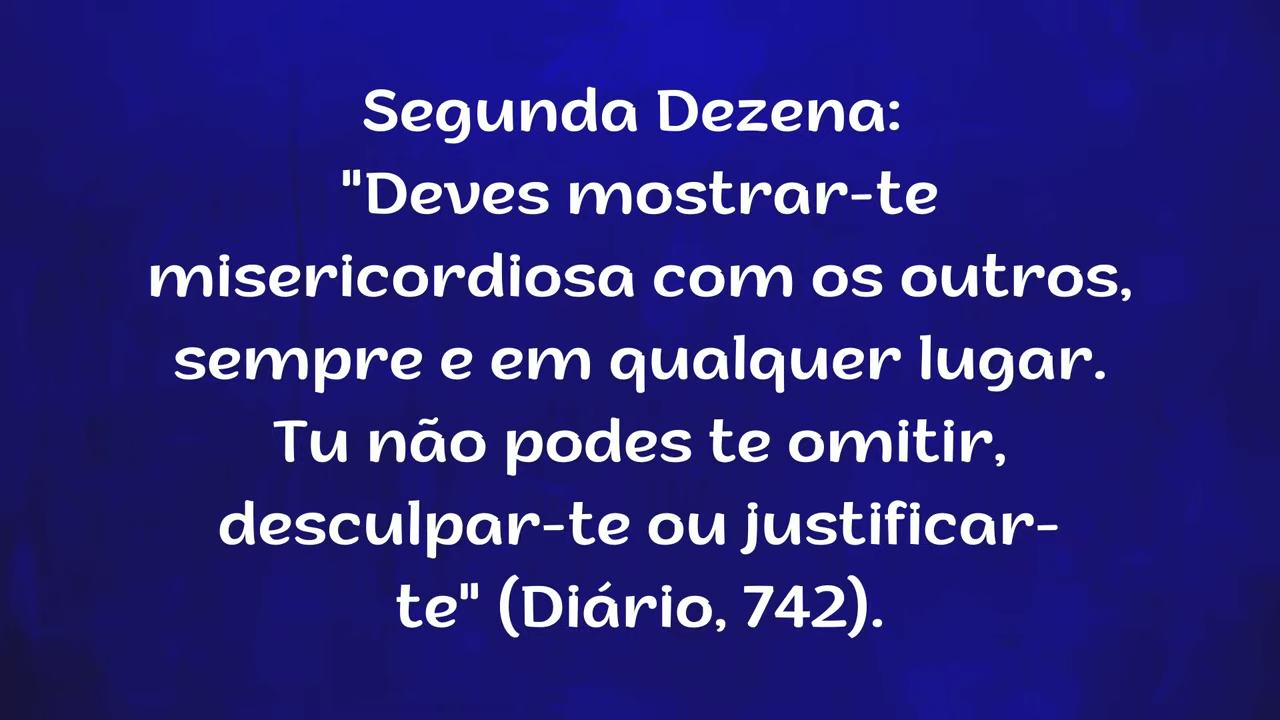 Segunda Dezena:
"Deves mostrar-te
misericordiosa com os outros,
sempre e em qualquer lugar.
Tu não podes te omitir,
desculpar-te ou justificar-
te" (Diário, 742).